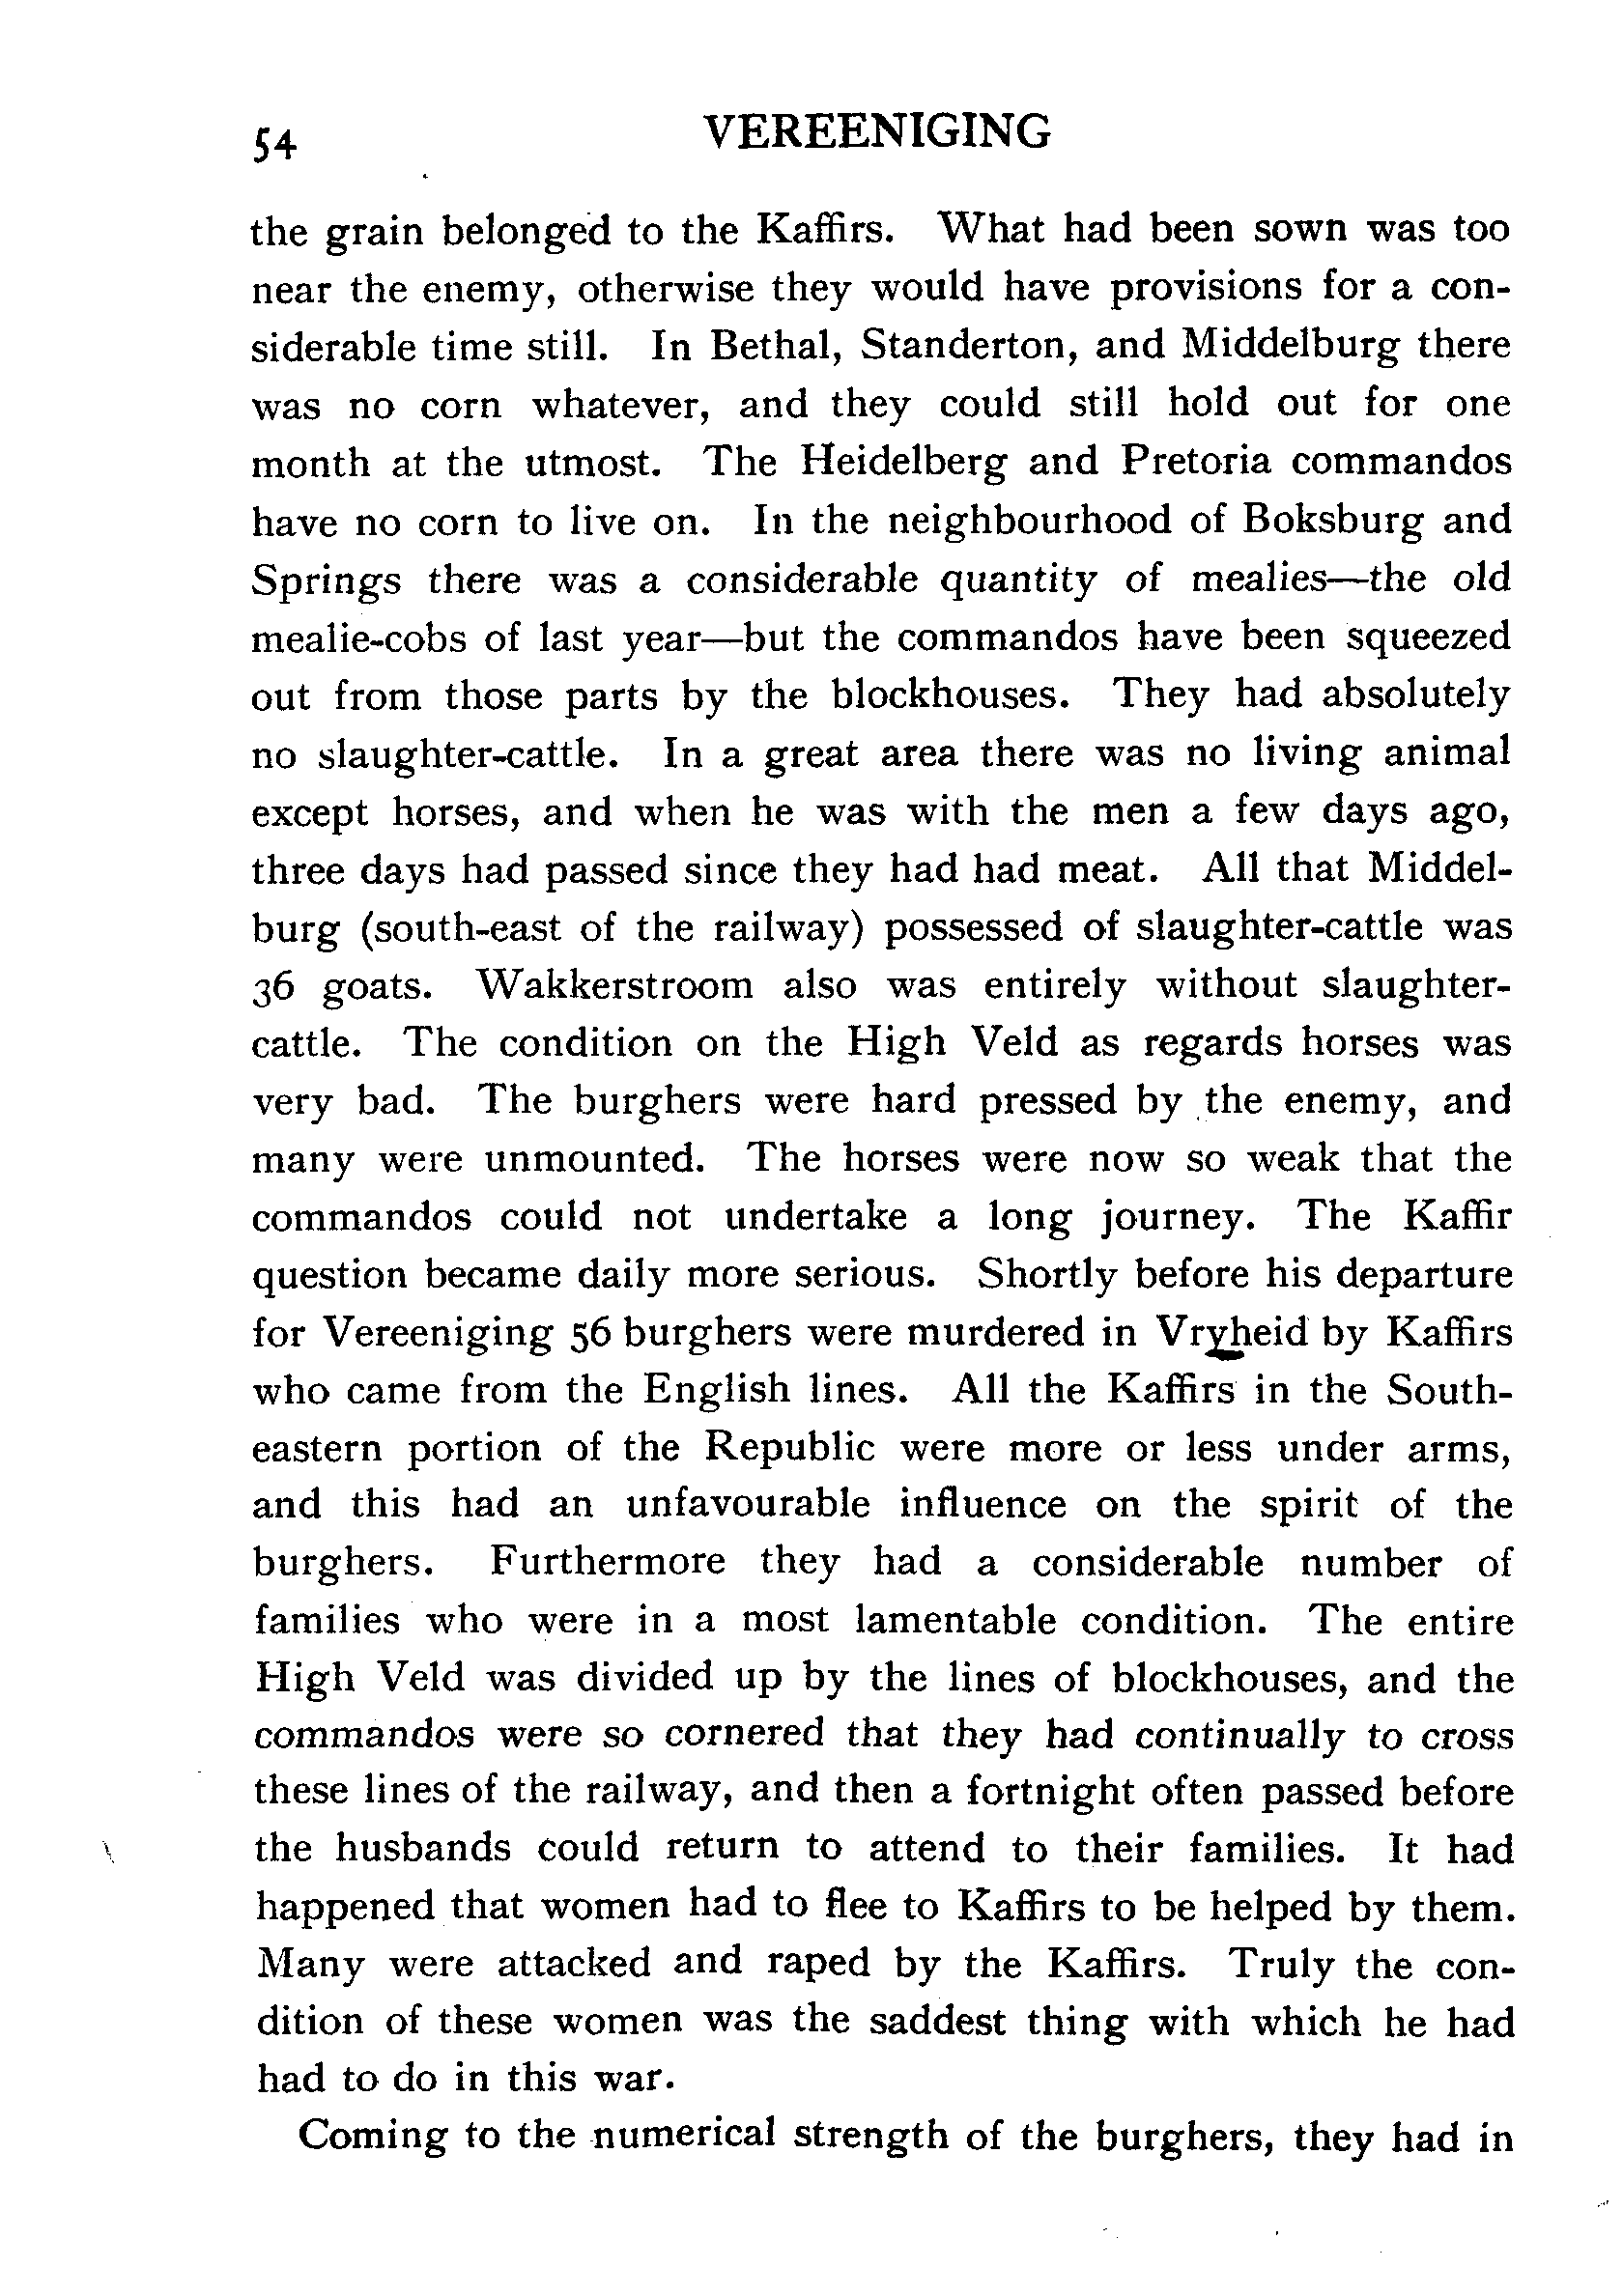 54 VEREENIGING
the grain belonged to the Kaffirs. What had been sown was too
near the enemy, otherwise they would have provisions for a con-
siderable time still. In Bethal, Standerton, and Middelburg there
was no corn whatever, and they could still hold out for one
month at the utmost. The Heidelberg and Pretoria commandos
have no corn to live on. In the neighbourhood of Boksburg and
Springs there was a considerable quantity of mealies—the old
mealie-cobs of last year—but the commandos have been squeezed
out from those parts by the blockhouses. They had absolutely
no slaughter-cattle. In a great area there was no living animal
except horses, and when he was with the men a few days ago,
three days had passed since they had had meat. All that Middel-
burg (south-east of the railway) possessed of slaughter-cattle was
36 goats. Wakkerstroom also was entirely without slaughter-
cattle. The condition on the High Veld as regards horses was
very bad. The burghers were hard pressed by the enemy, and
many were unmounted. The horses were now so weak that the
commandos could not undertake a long journey. The Kaffir
question became daily more serious. Shortly before his departure
for Vereeniging 56 burghers were murdered in Vryheid by Kaffirs
who came from the English lines. All the Kaffirs in the South-
eastern portion of the Republic were more or less under arms,
and this had an unfavourable influence on the spirit of the
burghers. Furthermore they had a considerable number of
families who were in a most lamentable condition. The entire
High Veld was divided up by the lines of blockhouses, and the
commandos were so cornered that they had continually to cross
these lines of the railway, and then a fortnight often passed before
the husbands could return to attend to their families. It had
happened that women had to flee to Kaffirs to be helped by them.
Many were attacked and raped by the Kaffirs. Truly the con-
dition of these women was the saddest thing with which he had
had to do in this war.
Coming to the numerical strength of the burghers, they had in